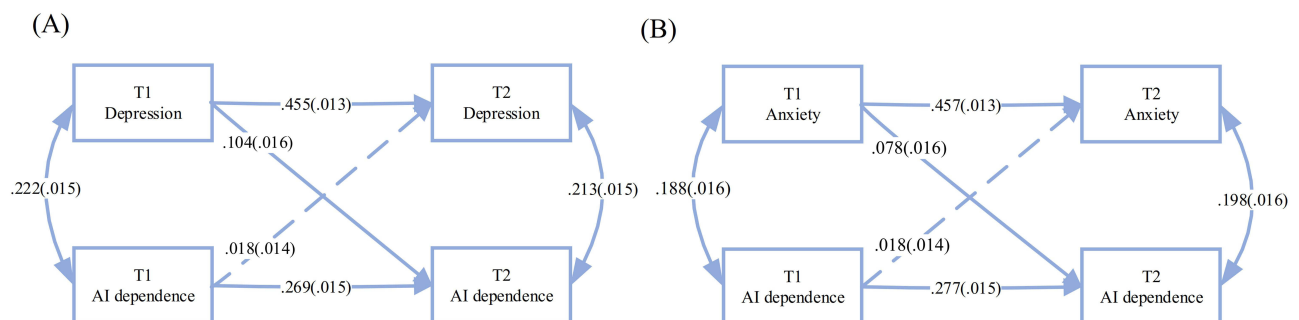 (A)
T1
Depression
.455(.013)
T2
Depression
.104(.016)
.222(.015)
.213(.015)
.018(.014)
T1
AI dependence
.269(.015)
T2
AI dependence
(B)
T1
Anxiety
.457(.013)
T2
Anxiety
.078(.016)
.188(.016)
.198(.016)
.018(.014)
T1
AI dependence
.277(.015)
T2
AI dependence